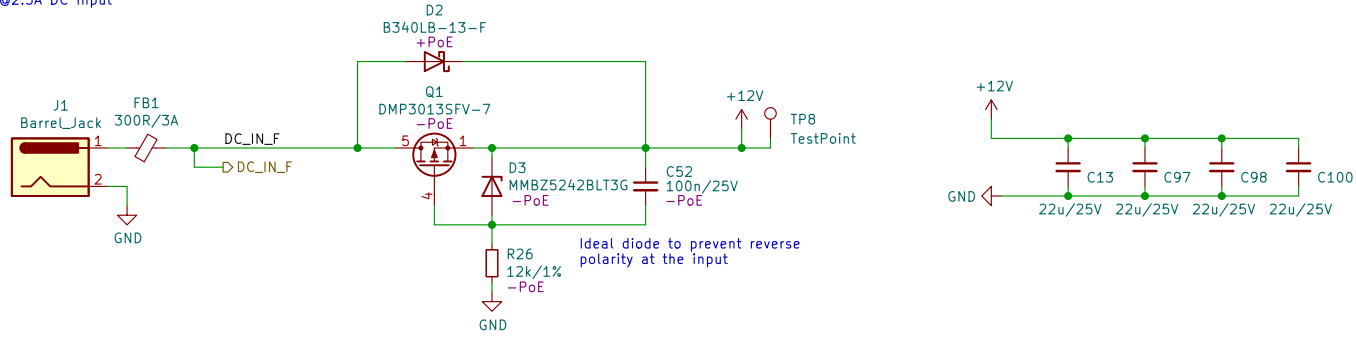 @2.5A DC Input
D2
B340LB-13-F
+PoE
J1
Barrel_Jack
FB1
300R/3A
Q1
DMP3013SFV-7
-PoE
+12V
TP8
TestPoint
+12V
1
DC_IN_F
5
1
DC_IN_F
2
4
D3
MMBZ5242BLT3G
-PoE
C52
100n/25V
-PoE
GND
C13
C97
C98
C100
22u/25V
22u/25V
22u/25V
22u/25V
GND
R26
12k/1%
-PoE
Ideal diode to prevent reverse
polarity at the input
GND